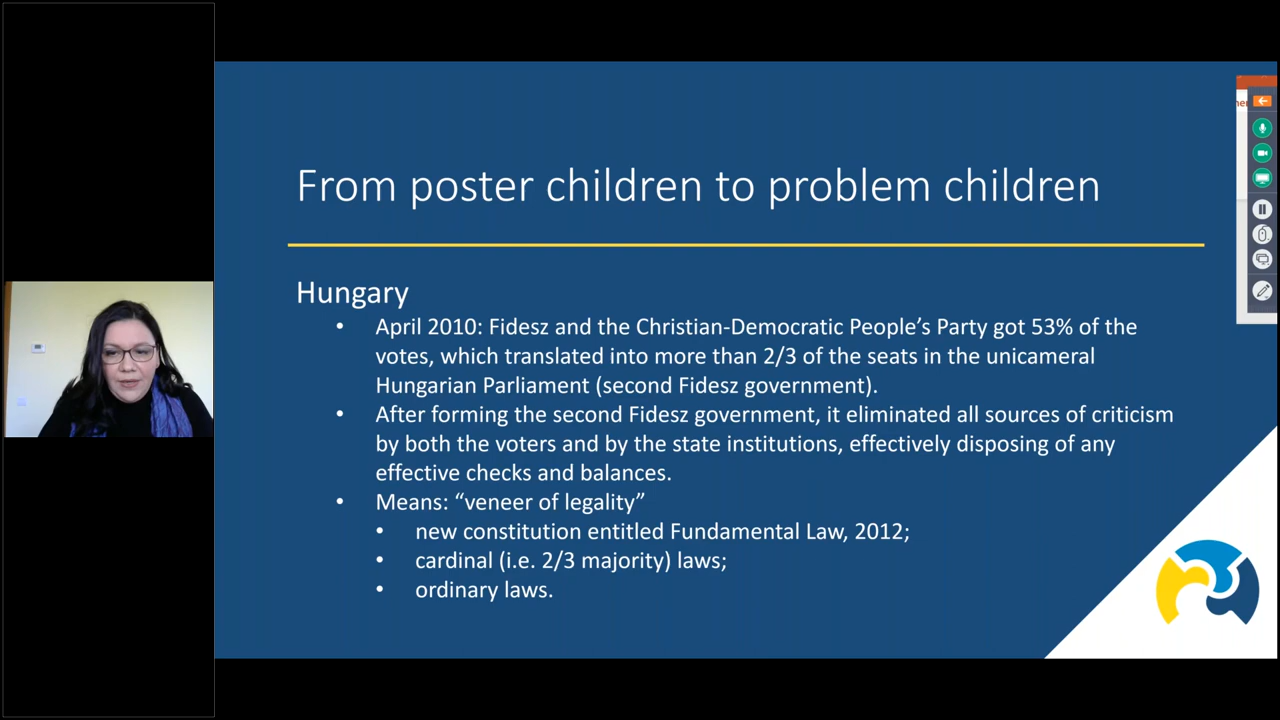 From poster children to problem children
Hungary
• April 2010: Fidesz and the Christian-Democratic People's Party got 53% of the
votes, which translated into more than 2/3 of the seats in the unicameral
Hungarian Parliament (second Fidesz government).
• After forming the second Fidesz government, it eliminated all sources of criticism
by both the voters and by the state institutions, effectively disposing of any
effective checks and balances.
• Means: “veneer of legality”
• new constitution entitled Fundamental Law, 2012;
• cardinal (i.e. 2/3 majority) laws;
• ordinary laws.